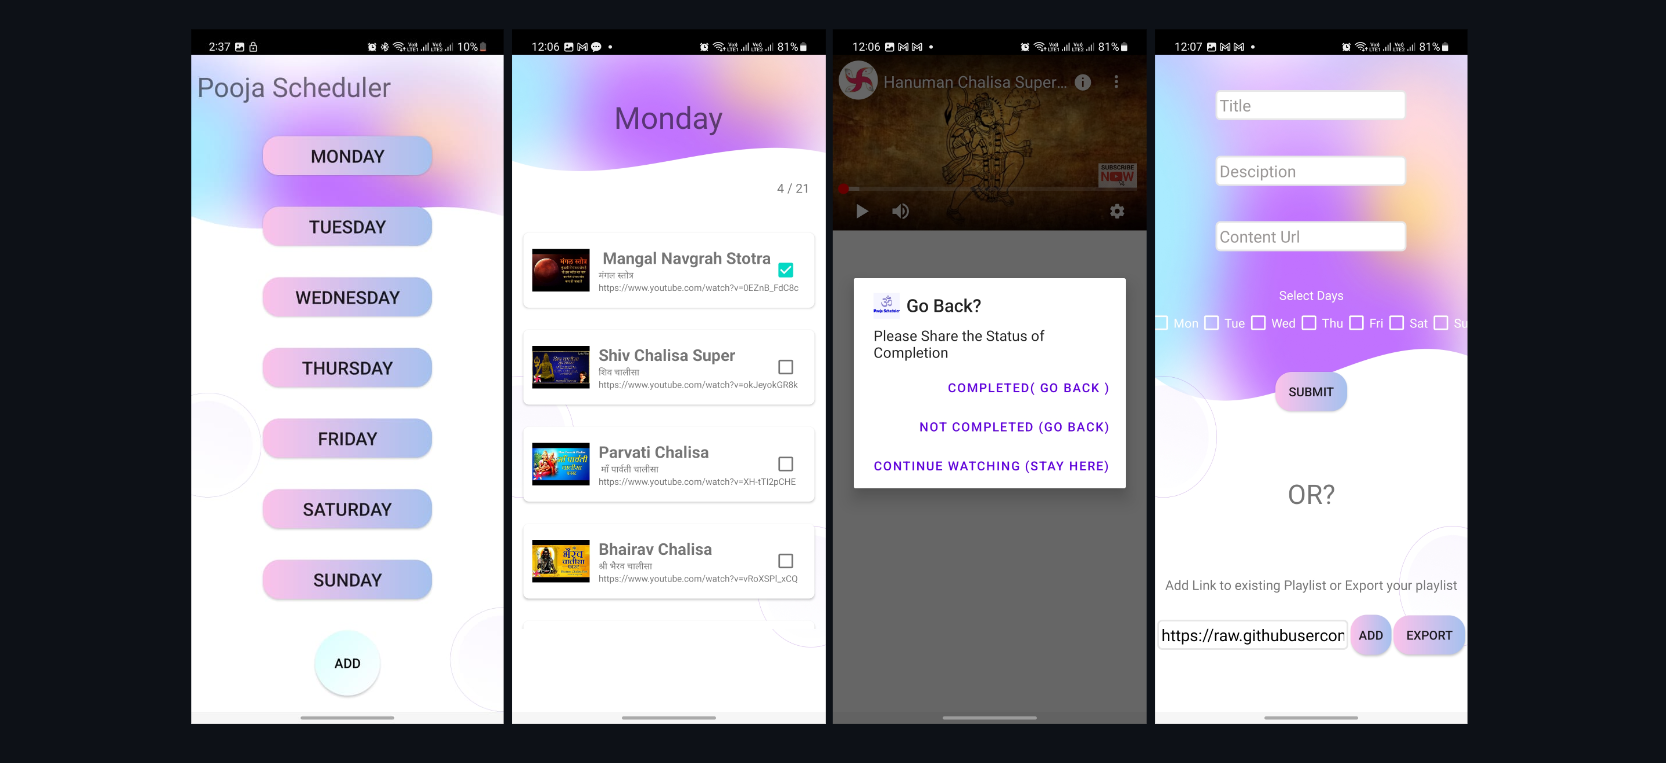 2:37
10%
Pooja Scheduler
MONDAY
TUESDAY
WEDNESDAY
THURSDAY
FRIDAY
SATURDAY
SUNDAY
ADD
12:06
81%
Monday
4 / 21
Mangal Navgrah Stotra
मंगल स्तोत्र
https://www.youtube.com/watch?v=0EZnB_FdC8c
Shiv Chalisa Super
शिव चालीसा
https://www.youtube.com/watch?v=okJeyokGR8k
Parvati Chalisa
माँ पार्वती चालीसा
https://www.youtube.com/watch?v=XH-tTI2pCHE
Bhairav Chalisa
श्री भैरव चालीसा
https://www.youtube.com/watch?v=vRoXSPl_xCQ
12:06
81%
Hanuman Chalisa Super...
SUBSCRIBE
NOW
Go Back?
Please Share the Status of
Completion
COMPLETED( GO BACK )
NOT COMPLETED (GO BACK)
CONTINUE WATCHING (STAY HERE)
12:07
81%
Title
Desciption
Content Url
Select Days
Mon Tue Wed Thu Fri Sat Su
SUBMIT
OR?
Add Link to existing Playlist or Export your playlist
https://raw.githubusercon
ADD
EXPORT